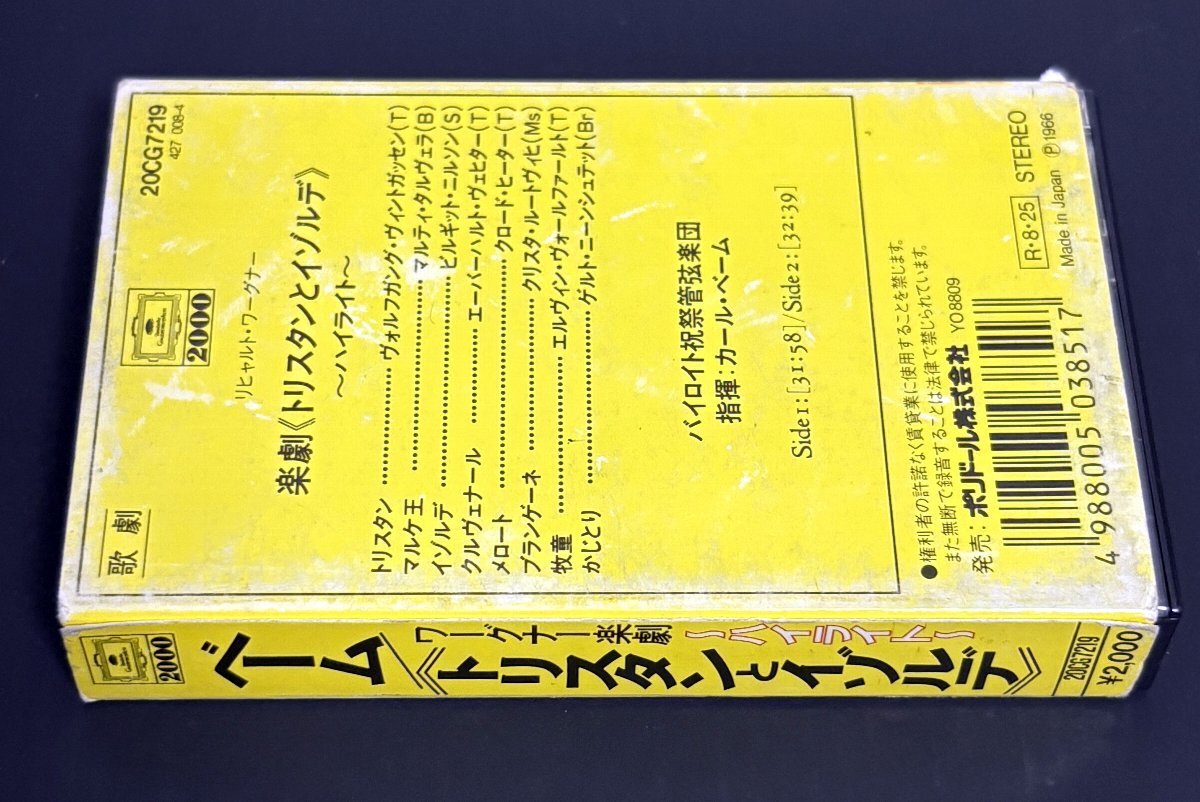 20CG7219
427 008-4
歌劇
2000
リヒャルト・ワーグナー
楽劇《トリスタンとイゾルデ》
〜ハイライト〜
トリスタン……………ヴォルフガング・ヴィントガッセン(T)
マルケ王……………………マルティ・タルヴェラ(B)
イゾルデ……………………ビルギット・ニルソン(S)
クルヴェナール…………エーバーハルト・ヴェヒター(T)
メロート……………………クロード・ヒーター(T)
ブランゲーネ………………クリスタ・ルートヴィヒ(Ms
牧童………………エルヴィン・ヴォールファールト(T)
かじとり……………………ゲルト・ニーンシュテット(Br)
バイロイト祝祭管弦楽団
指揮：カール・ベーム
Side1:[31:58]/Side2:[32:39]
●権利者の許諾なく賃貸業に使用することを禁じます。
また無断で録音することは法律で禁じられています。
発売：ポリドール株式会社 YO8809
R・8・25 STEREO
Made in Japan Ⓟ1966
4 988005 038517
2000
ベーム
ワーグナー 楽劇
《トリスタンとイゾルデ》
〜ハイライト〜
20CG7219
¥2,000